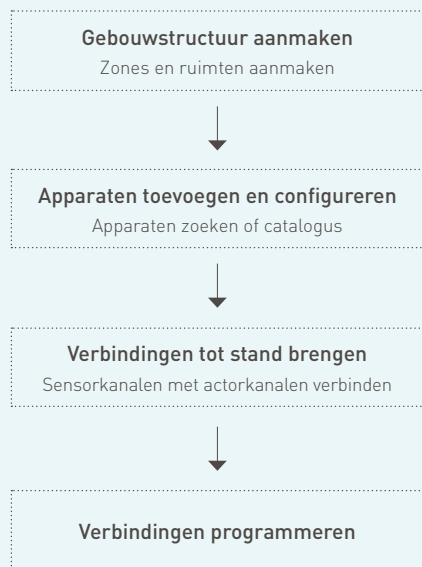 Gebouwstructuur aanmaken
Zones en ruimten aanmaken
Apparaten toevoegen en configureren
Apparaten zoeken of catalogus
Verbindingen tot stand brengen
Sensorkanalen met actorkanalen verbinden
Verbindingen programmeren